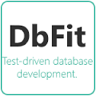 DbFit
Test-driven database
development.